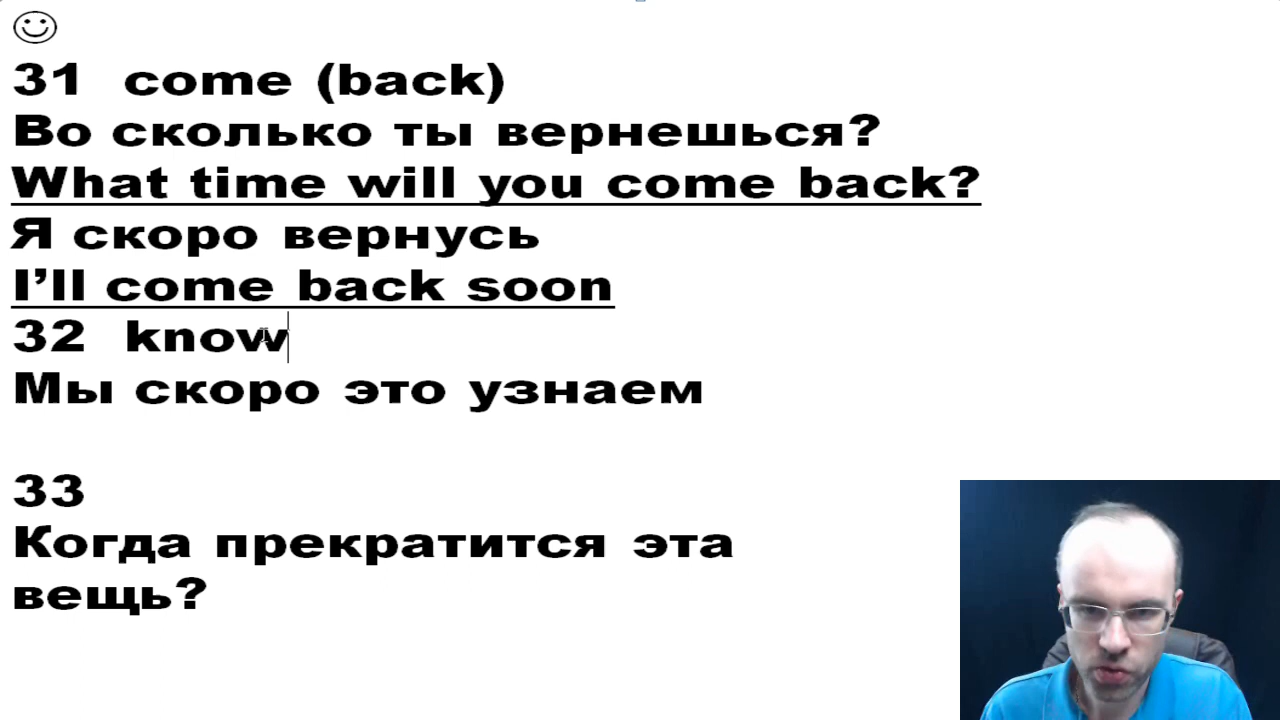 31 come (back)
Во сколько ты вернешься?
What time will you come back?
Я скоро вернусь
I’ll come back soon
32 know
Мы скоро это узнаем
33
Когда прекратится эта
вещь?